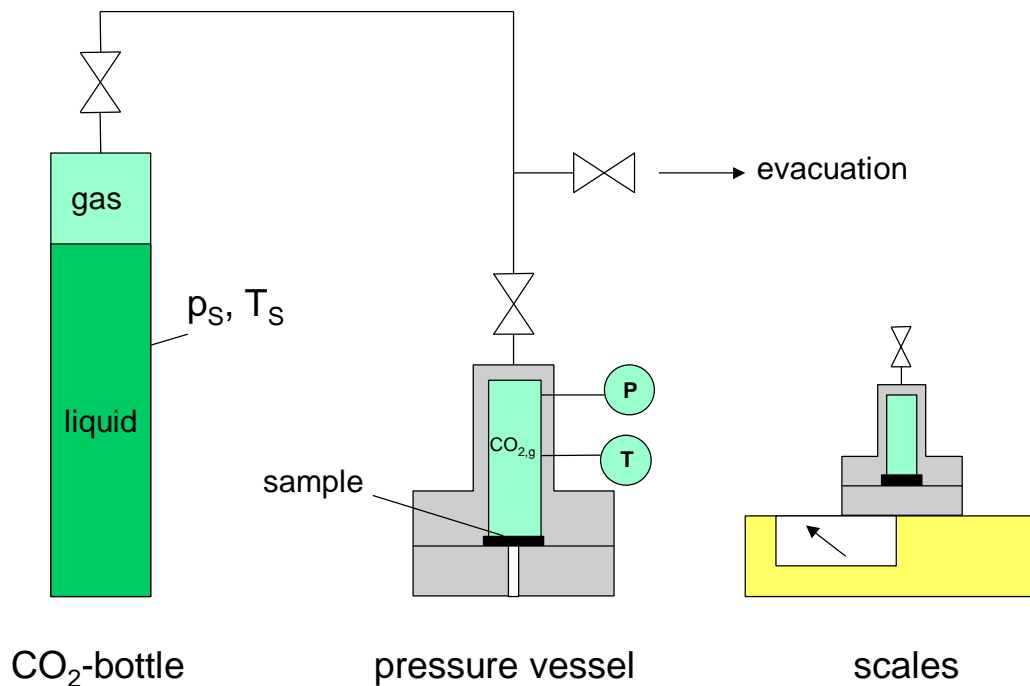 gas
evacuation
pS, TS
P
liquid
CO2,g
T
sample
CO2-bottle
pressure vessel
scales